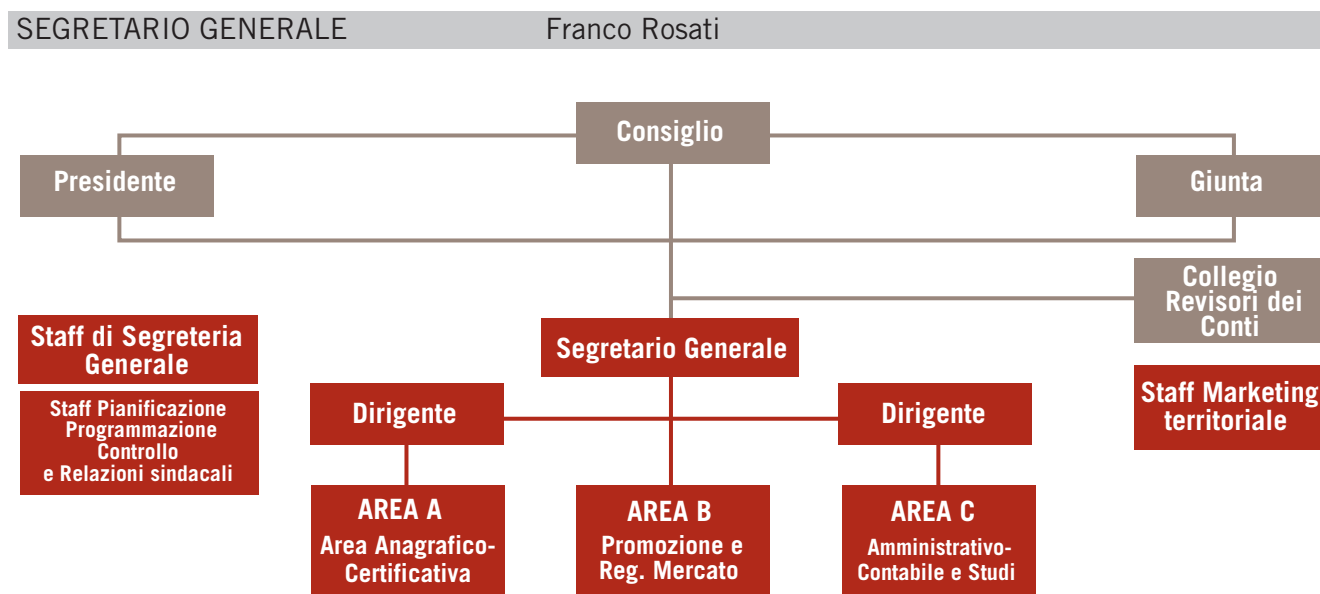 SEGRETARIO GENERALE Franco Rosati
Consiglio
Presidente
Giunta
Collegio
Revisori dei
Conti
Staff di Segreteria
Generale
Segretario Generale
Staff Pianificazione
Programmazione
Controllo
e Relazioni sindacali
Dirigente
Dirigente
Staff Marketing
territoriale
AREA A
Area Anagrafico-
Certificativa
AREA B
Promozione e
Reg. Mercato
AREA C
Amministrativo-
Contabile e Studi